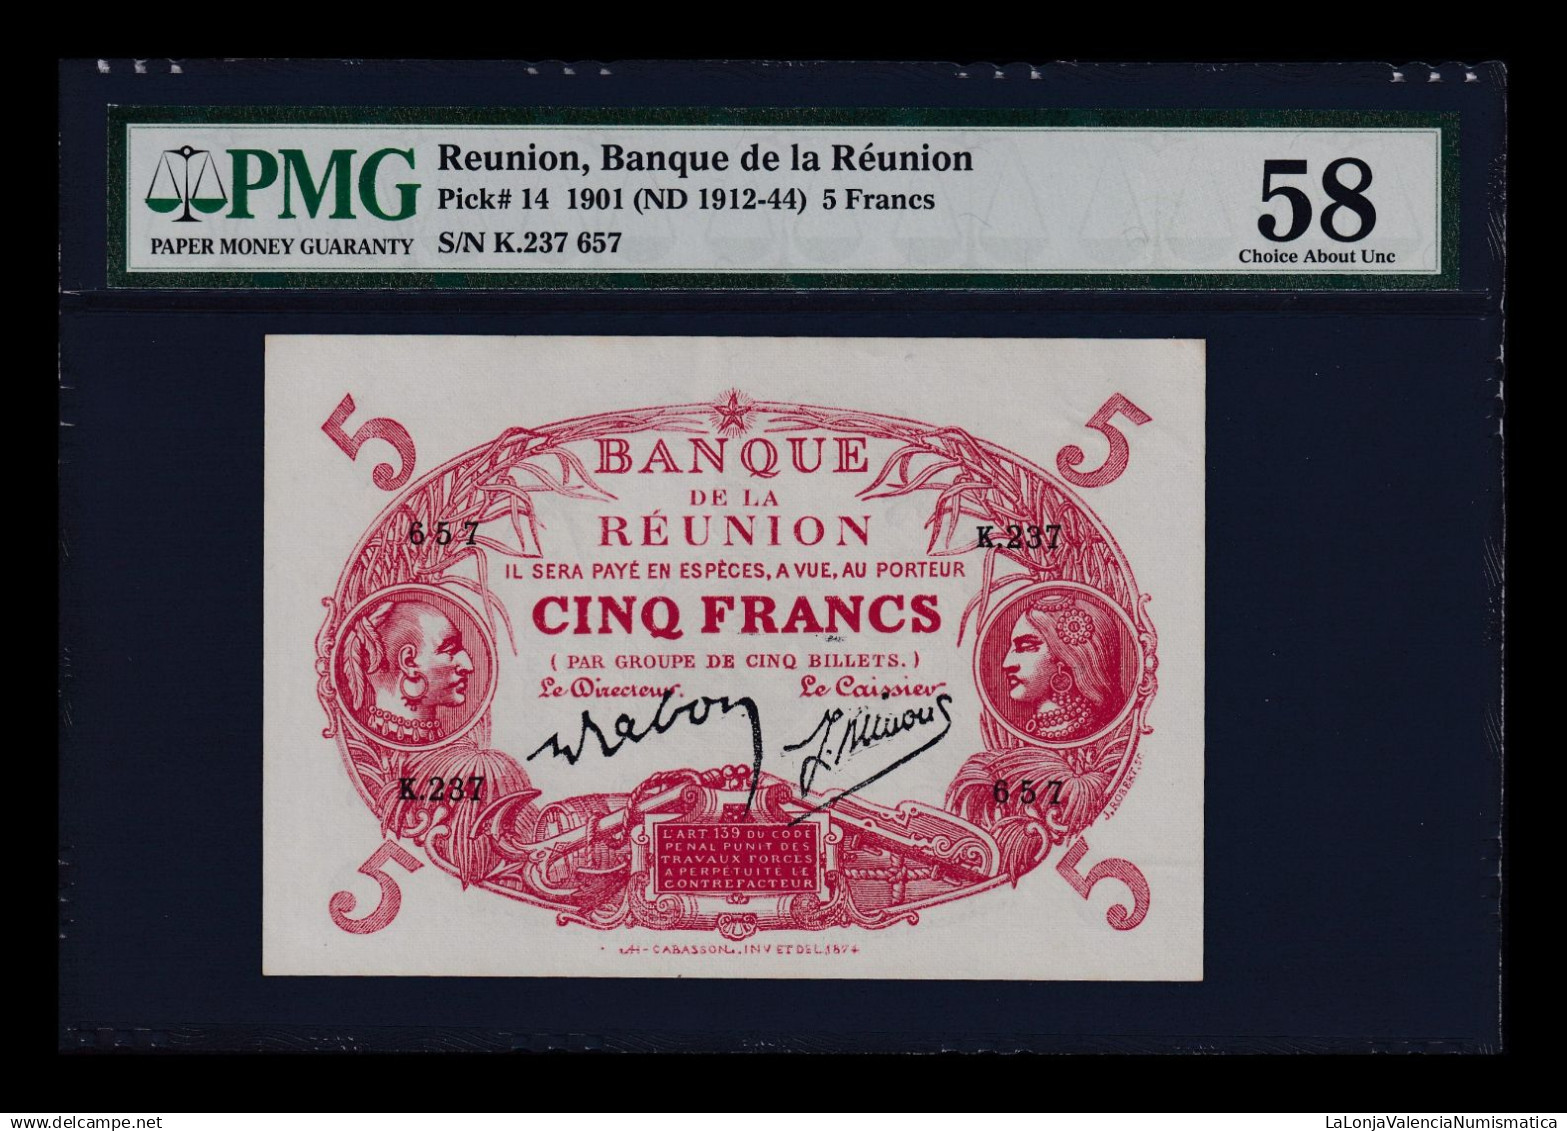 PMG
PAPER MONEY GUARANTY
Reunion, Banque de la Réunion
Pick# 14 1901 (ND 1912-44) 5 Francs
S/N K.237 657
58
Choice About Unc
5
5
BANQUE
DE LA
RÉUNION
657
K.237
IL SERA PAYÉ EN ESPÈCES, A VUE, AU PORTEUR
CINQ FRANCS
( PAR GROUPE DE CINQ BILLETS. )
Le Directeur.
Le Caissier
K.237
657
J. ROBERT. Sc
L'ART. 139 DU CODE
PENAL PUNIT DES
TRAVAUX FORCES
A PERPÉTUITÉ LE
CONTREFACTEUR
5
5
CABASSON., INV ET DEL, 1874
delcampe.net
LaLonjaValenciaNumismatica